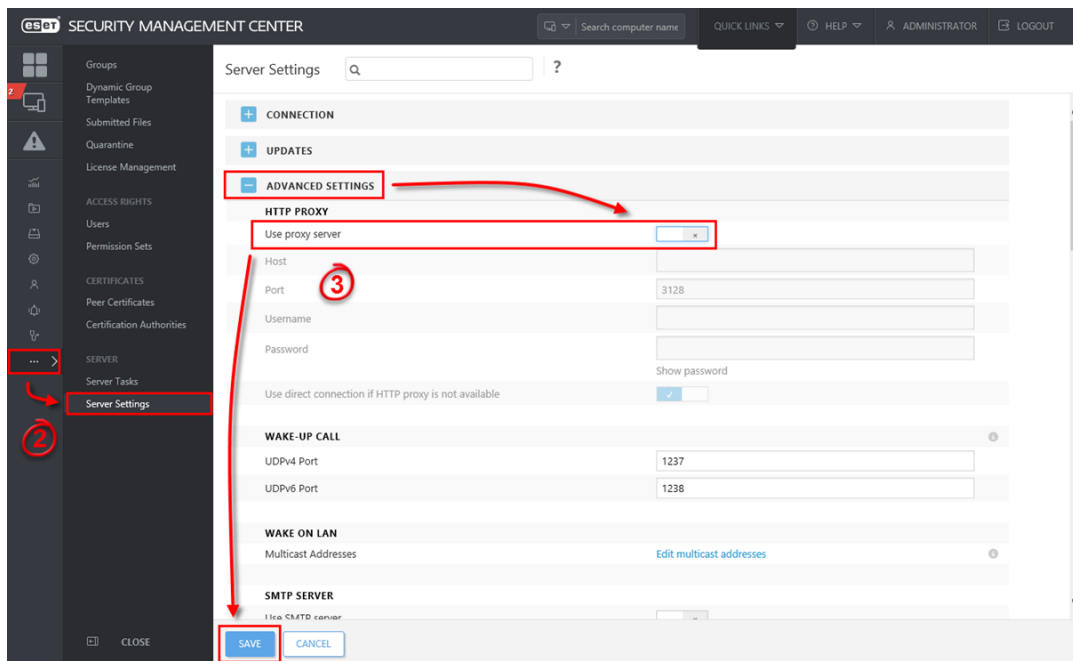 eset SECURITY MANAGEMENT CENTER
Search computer name
QUICK LINKS
? HELP
ADMINISTRATOR
LOGOUT
2
Groups
Dynamic Group
Templates
Submitted Files
Quarantine
License Management
ACCESS RIGHTS
Users
Permission Sets
CERTIFICATES
Peer Certificates
Certification Authorities
SERVER
Server Tasks
Server Settings
2
CLOSE
Server Settings
?
CONNECTION
UPDATES
ADVANCED SETTINGS
HTTP PROXY
Use proxy server
Host
3
Port 3128
Username
Password
Show password
Use direct connection if HTTP proxy is not available
WAKE-UP CALL
UDPv4 Port 1237
UDPv6 Port 1238
WAKE ON LAN
Multicast Addresses Edit multicast addresses
SMTP SERVER
Use SMTP server
SAVE CANCEL